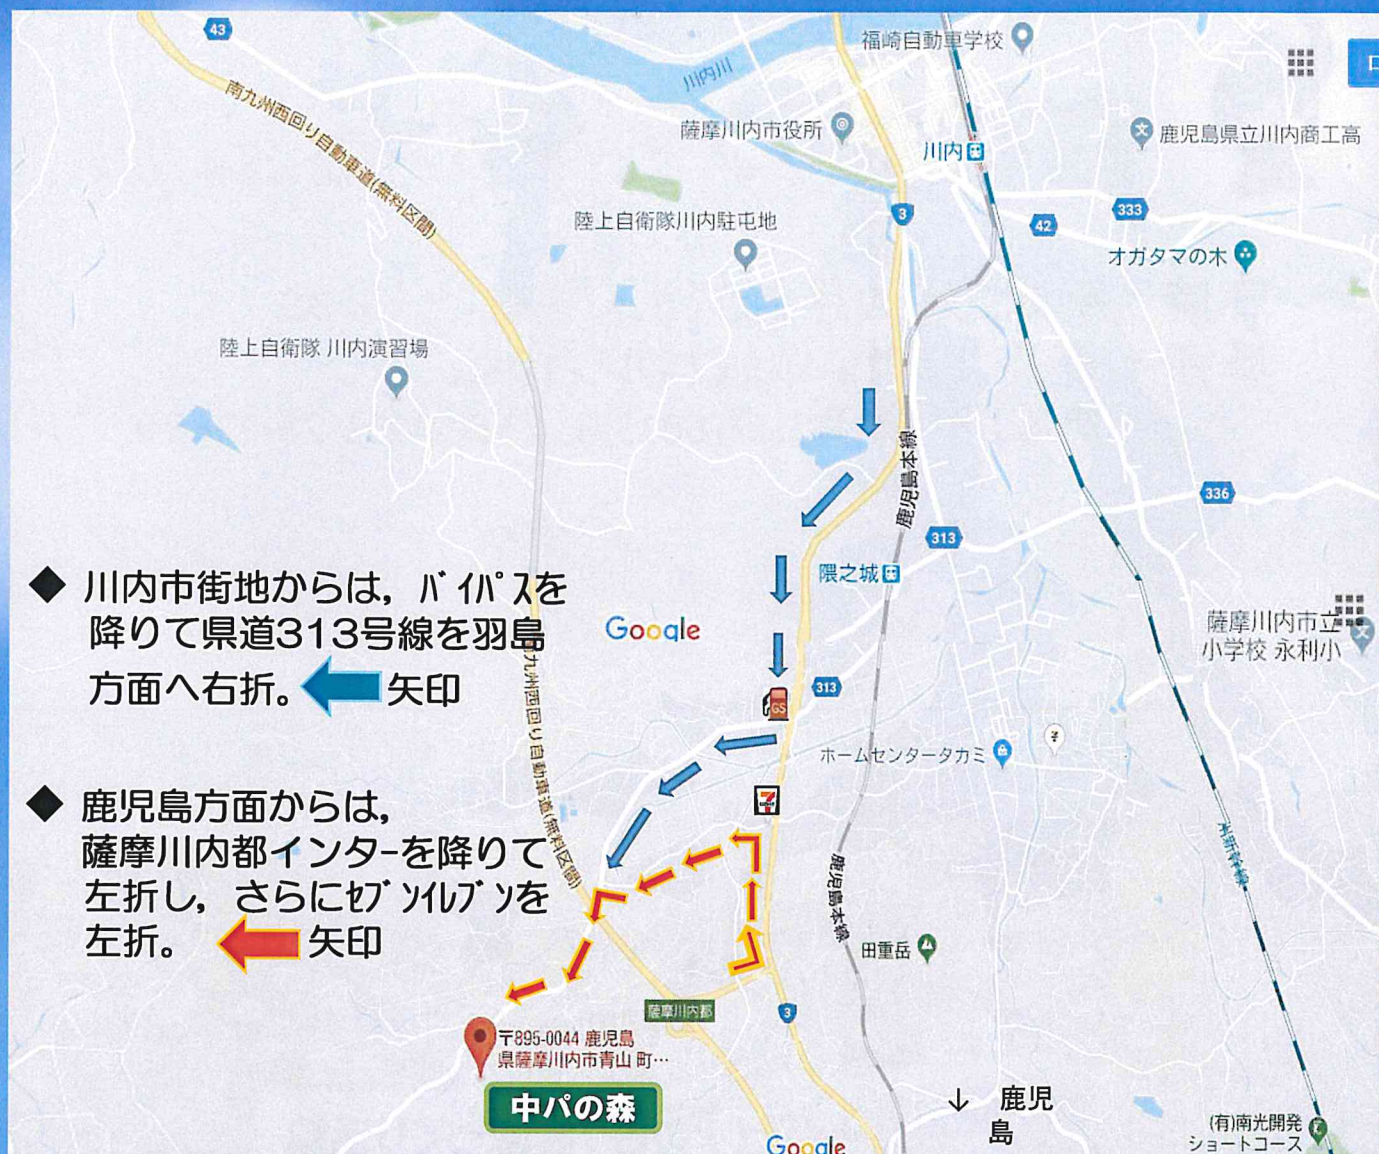 43
福崎自動車学校
ロ
川内川
南九州西回り自動車道(無料区間)
薩摩川内市役所
川内
鹿児島県立川内商工高
3
333
42
陸上自衛隊川内駐屯地
オガタマの木
陸上自衛隊 川内演習場
鹿児島本線
336
313
隈之城
◆ 川内市街地からは，バイパスを
降りて県道313号線を羽島
方面へ右折。 矢印
Google
薩摩川内市立
小学校 永利小
南九州西回り自動車道(無料区間)
GS
313
ホームセンタータカミ
◆ 鹿児島方面からは，
薩摩川内都インターを降りて
左折し，さらにセブンイレブンを
左折。 矢印
鹿児島本線
田重岳
薩摩川内都
3
〒895-0044 鹿児島
県薩摩川内市青山 町…
中パの森
↓ 鹿児
島
Google
(有)南光開発
ショートコース